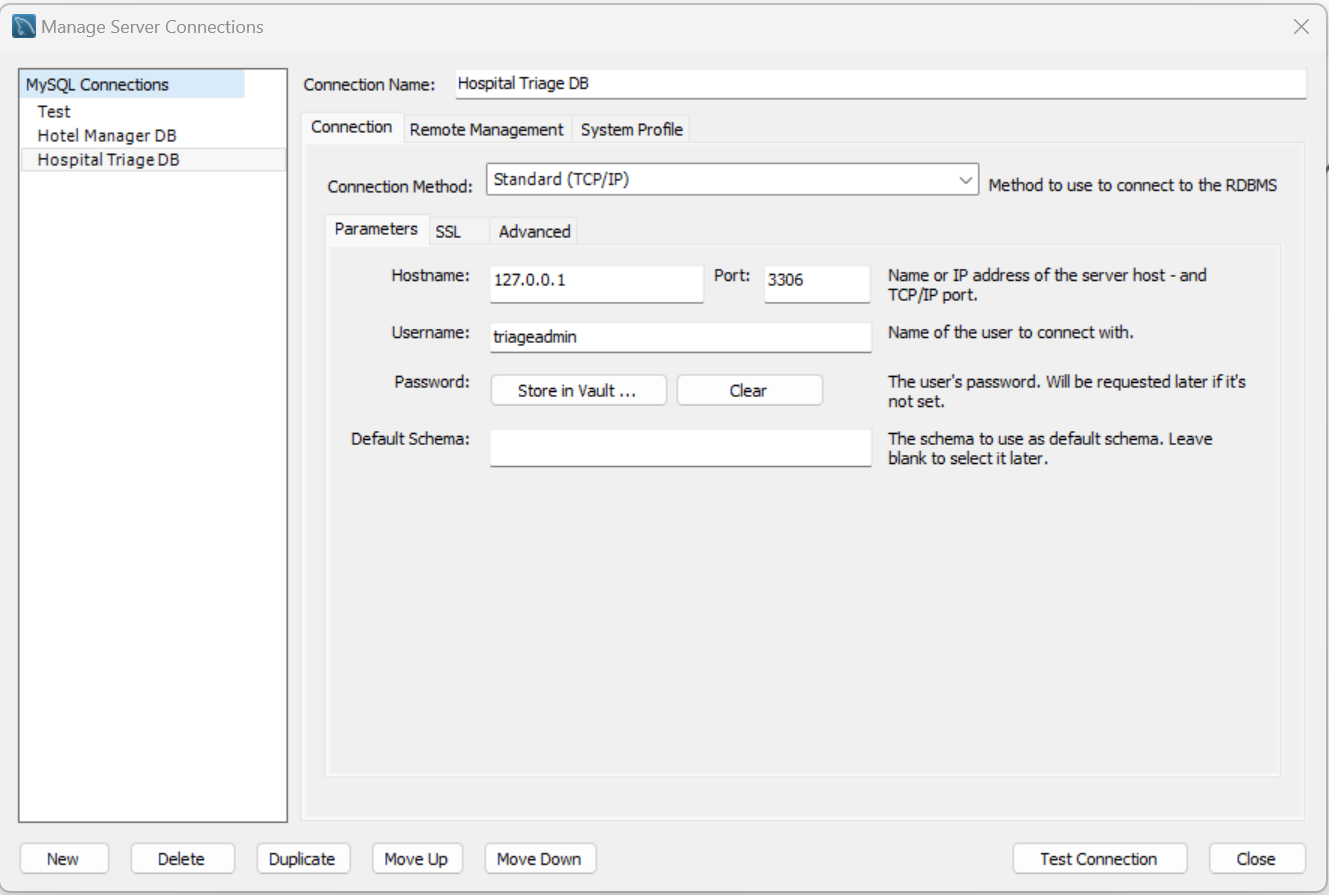 Manage Server Connections
MySQL Connections
Test
Hotel Manager DB
Hospital Triage DB
Connection Name: Hospital Triage DB
Connection Remote Management System Profile
Connection Method: Standard (TCP/IP) Method to use to connect to the RDBMS
Parameters SSL Advanced
Hostname: 127.0.0.1 Port: 3306 Name or IP address of the server host - and
TCP/IP port.
Username: triageadmin Name of the user to connect with.
Password: Store in Vault ... Clear The user's password. Will be requested later if it's
not set.
Default Schema: The schema to use as default schema. Leave
blank to select it later.
New Delete Duplicate Move Up Move Down Test Connection Close